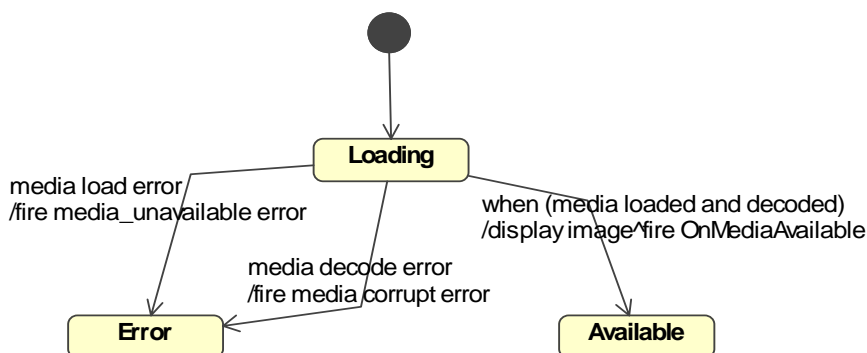 Loading
media load error
/fire media_unavailable error
when (media loaded and decoded)
/display image^fire OnMediaAvailable
media decode error
/fire media corrupt error
Error
Available